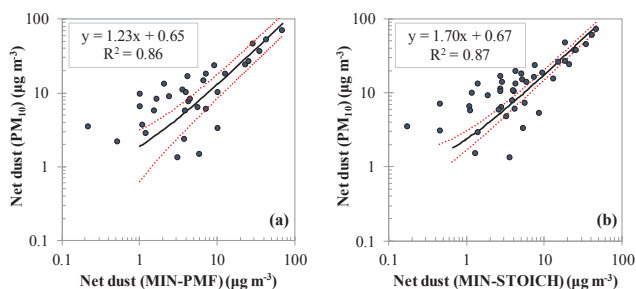 Net dust (PM₁₀) (µg m⁻³)
100
10
1
0.1
y = 1.23x + 0.65
R² = 0.86
(a)
0.1
1
10
100
Net dust (MIN-PMF) (µg m⁻³)
Net dust (PM₁₀) (µg m⁻³)
100
10
1
0.1
y = 1.70x + 0.67
R² = 0.87
(b)
0.1
1
10
100
Net dust (MIN-STOICH) (µg m⁻³)